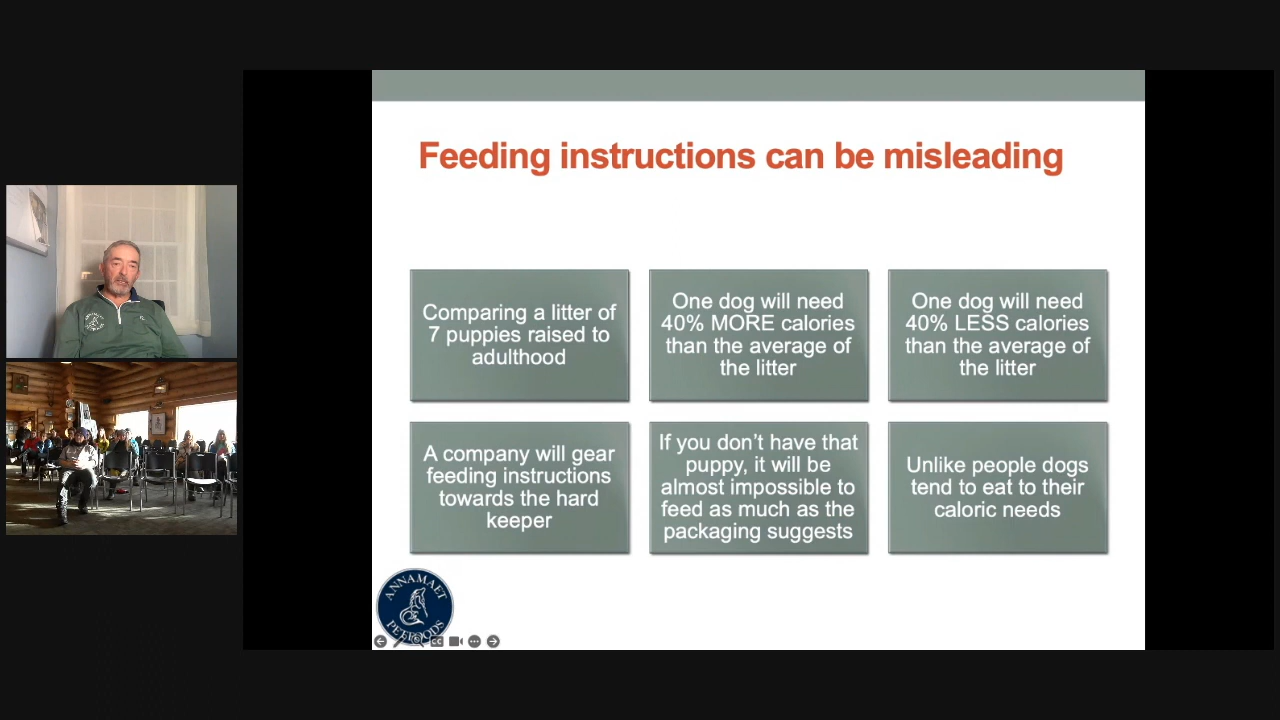 Feeding instructions can be misleading
Comparing a litter of
7 puppies raised to
adulthood
One dog will need
40% MORE calories
than the average of
the litter
One dog will need
40% LESS calories
than the average of
the litter
A company will gear
feeding instructions
towards the hard
keeper
If you don’t have that
puppy, it will be
almost impossible to
feed as much as the
packaging suggests
Unlike people dogs
tend to eat to their
caloric needs
ANNAMAET
PETFOODS
CC